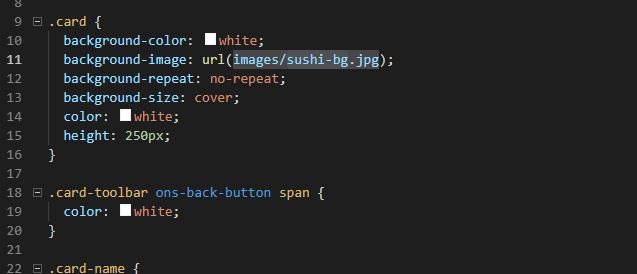 8
9 .card {
10 background-color: white;
11 background-image: url(images/sushi-bg.jpg);
12 background-repeat: no-repeat;
13 background-size: cover;
14 color: white;
15 height: 250px;
16 }
17
18 .card-toolbar ons-back-button span {
19 color: white;
20 }
21
22 .card-name {